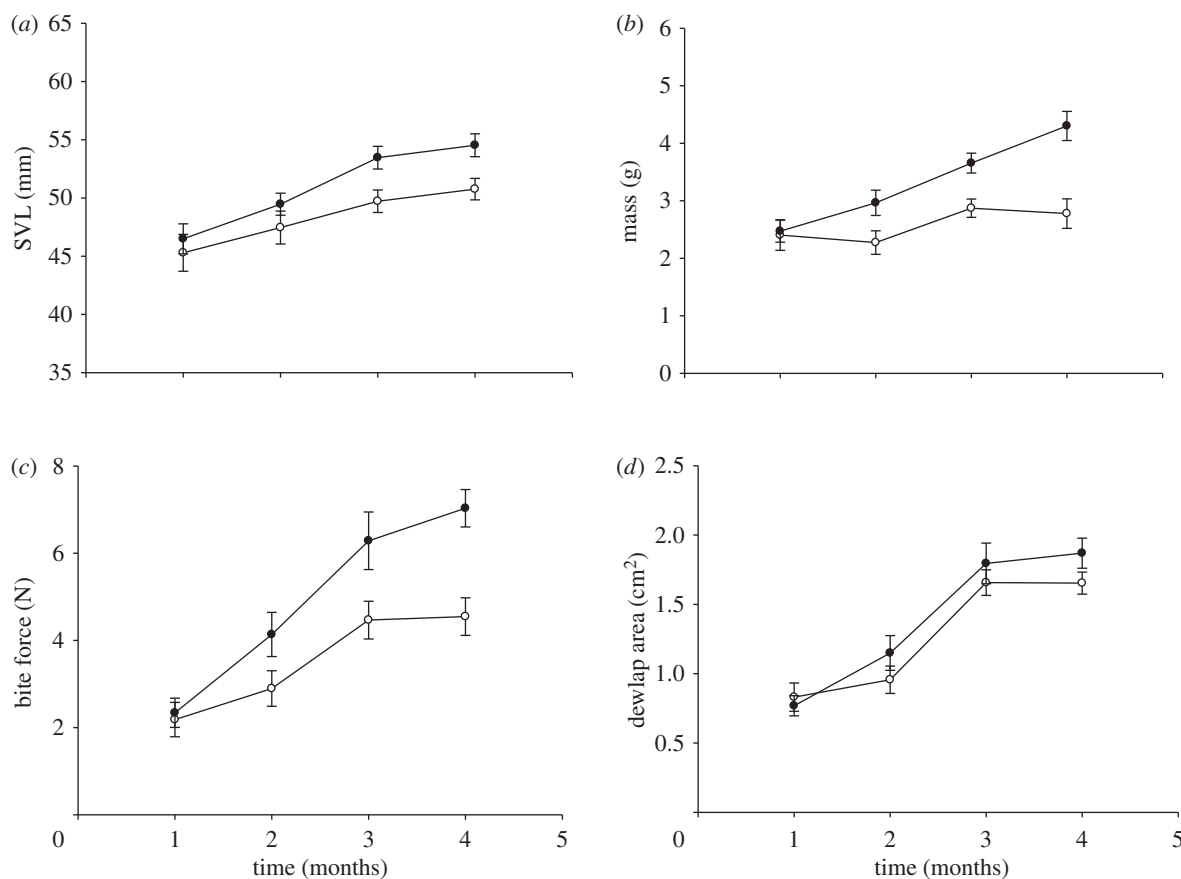 (a)
65
60
55
50
45
40
35
SVL (mm)
(b)
6
5
4
3
2
1
0
mass (g)
(c)
8
6
4
2
0
bite force (N)
1 2 3 4 5
time (months)
(d)
2.5
2.0
1.5
1.0
0.5
0
dewlap area (cm²)
1 2 3 4 5
time (months)